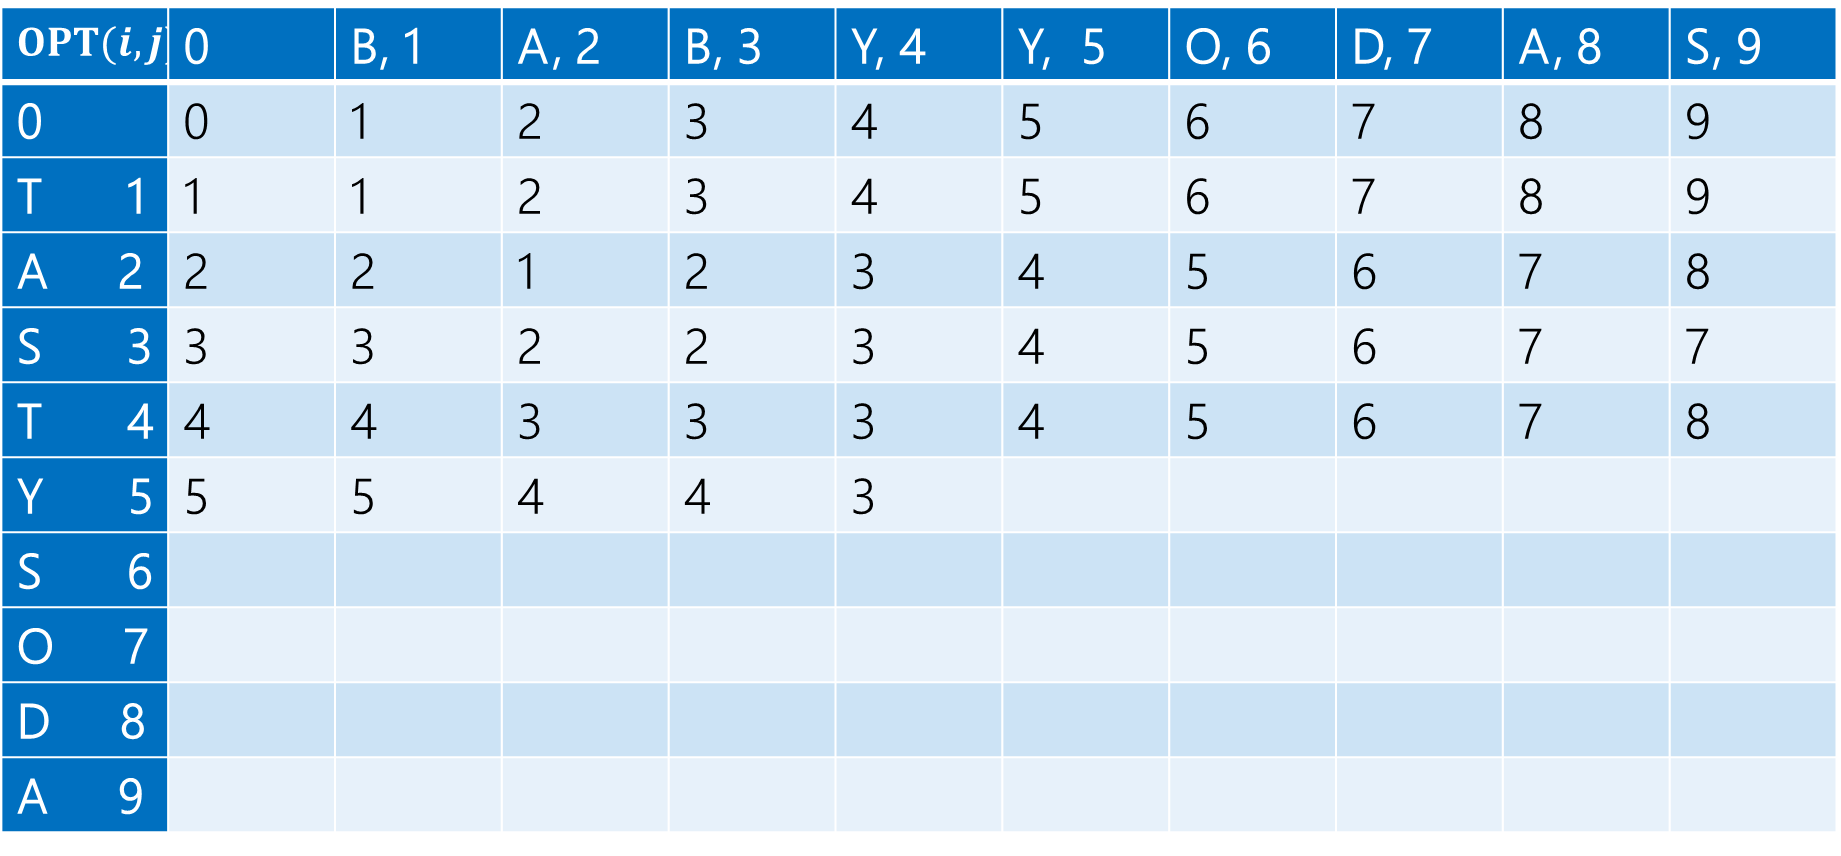 OPT(i,j) 0 B, 1 A, 2 B, 3 Y, 4 Y, 5 O, 6 D, 7 A, 8 S, 9
0 0 1 2 3 4 5 6 7 8 9
T 1 1 1 2 3 4 5 6 7 8 9
A 2 2 2 1 2 3 4 5 6 7 8
S 3 3 3 2 2 3 4 5 6 7 7
T 4 4 4 3 3 3 4 5 6 7 8
Y 5 5 5 4 4 3
S 6
O 7
D 8
A 9